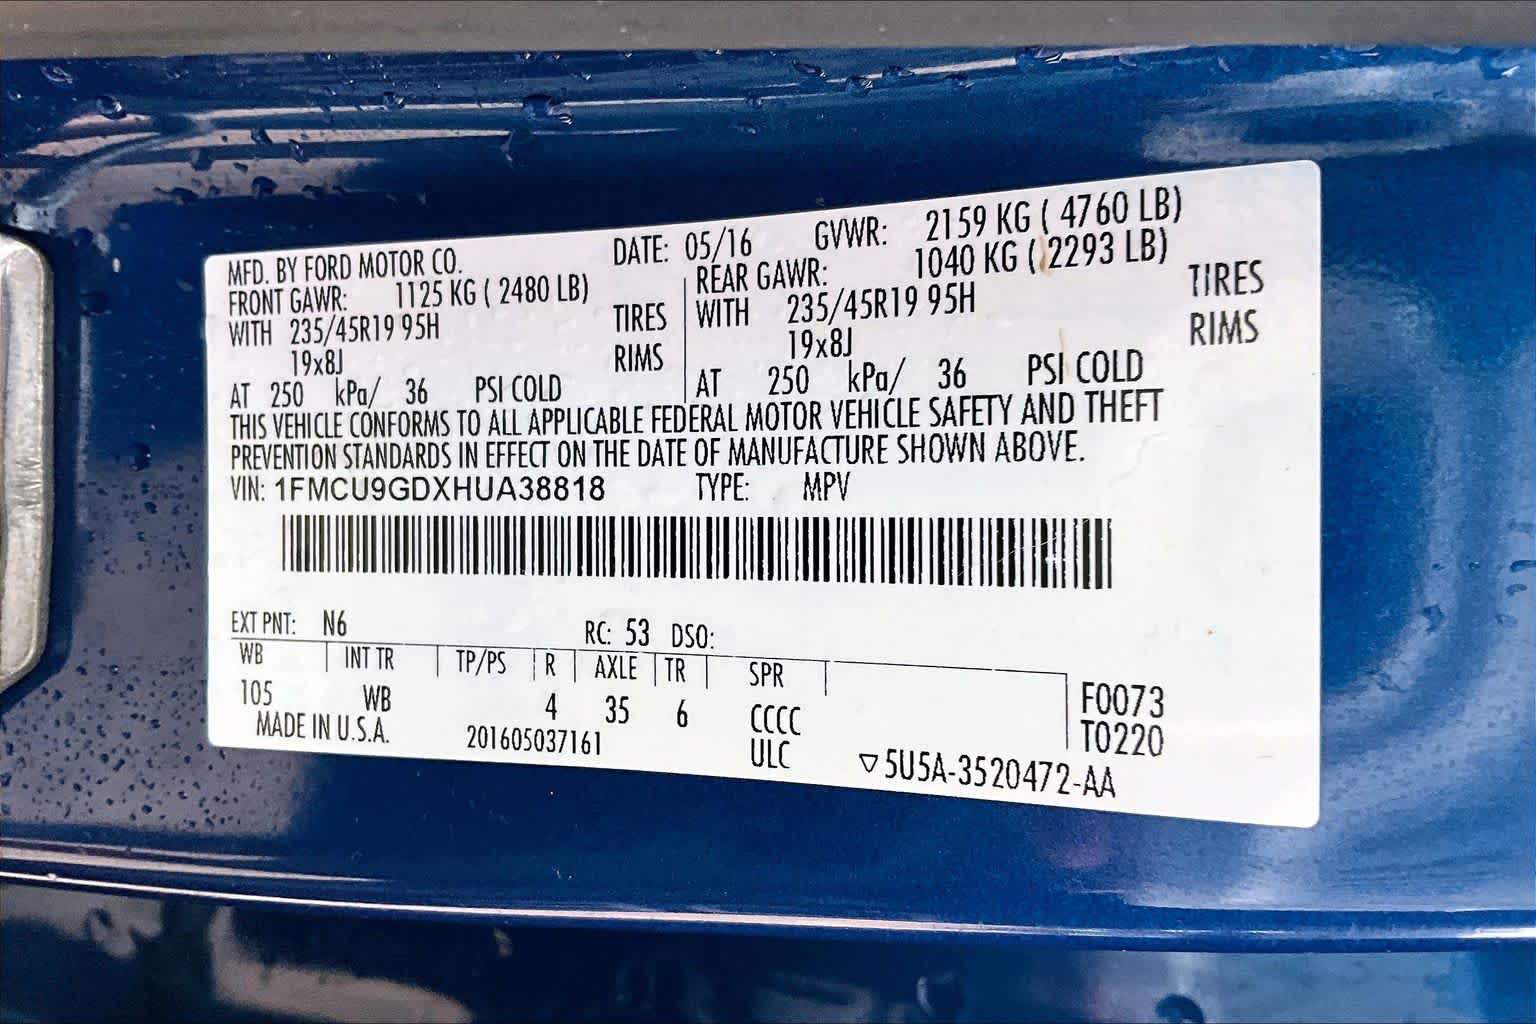 MFD. BY FORD MOTOR CO. DATE: 05/16 GVWR: 2159 KG ( 4760 LB)
FRONT GAWR: 1125 KG ( 2480 LB) REAR GAWR: 1040 KG ( 2293 LB)
WITH 235/45R19 95H TIRES WITH 235/45R19 95H TIRES
19x8J RIMS 19x8J RIMS
AT 250 kPa/ 36 PSI COLD AT 250 kPa/ 36 PSI COLD
THIS VEHICLE CONFORMS TO ALL APPLICABLE FEDERAL MOTOR VEHICLE SAFETY AND THEFT
PREVENTION STANDARDS IN EFFECT ON THE DATE OF MANUFACTURE SHOWN ABOVE.
VIN: 1FMCU9GDXHUA38818 TYPE: MPV
EXT PNT: N6 RC: 53 DSO:
WB INT TR TP/PS R AXLE TR SPR
105 WB 4 35 6 CCCC F0073
MADE IN U.S.A. 201605037161 ULC T0220
▽5U5A-3520472-AA